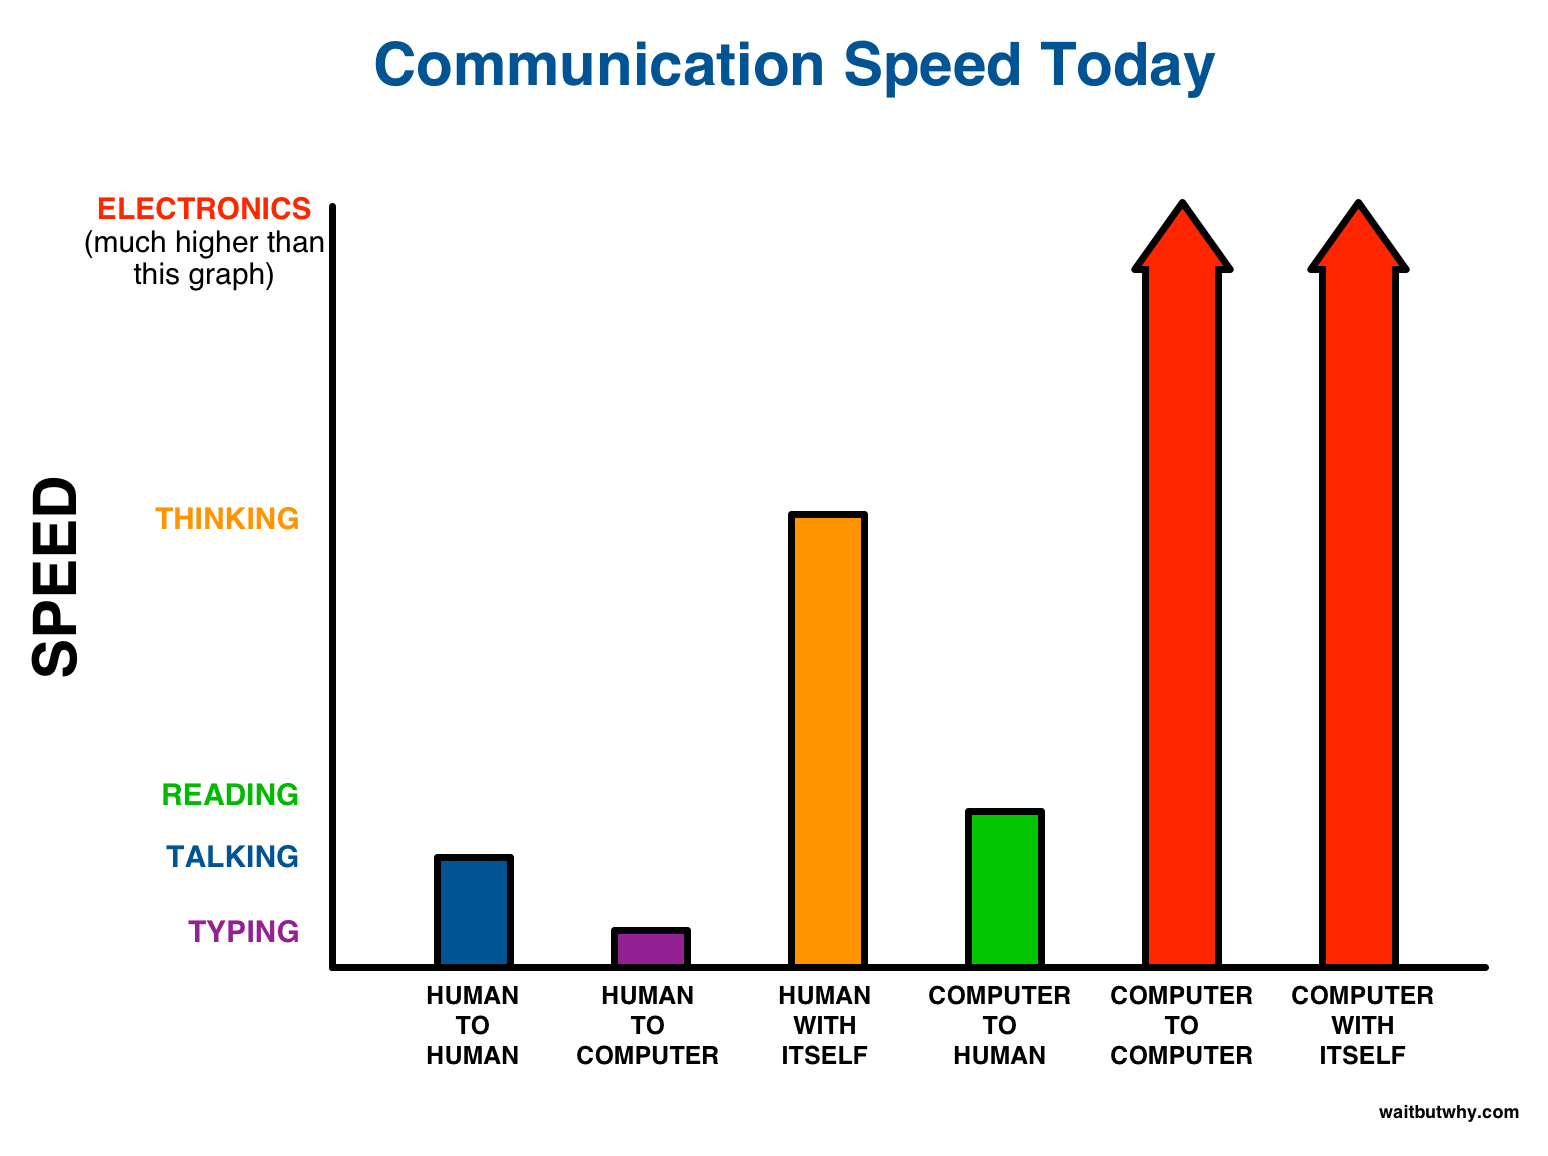 Communication Speed Today
ELECTRONICS
(much higher than
this graph)
THINKING
READING
TALKING
TYPING
SPEED
HUMAN
TO
HUMAN
HUMAN
TO
COMPUTER
HUMAN
WITH
ITSELF
COMPUTER
TO
HUMAN
COMPUTER
TO
COMPUTER
COMPUTER
WITH
ITSELF
waitbutwhy.com